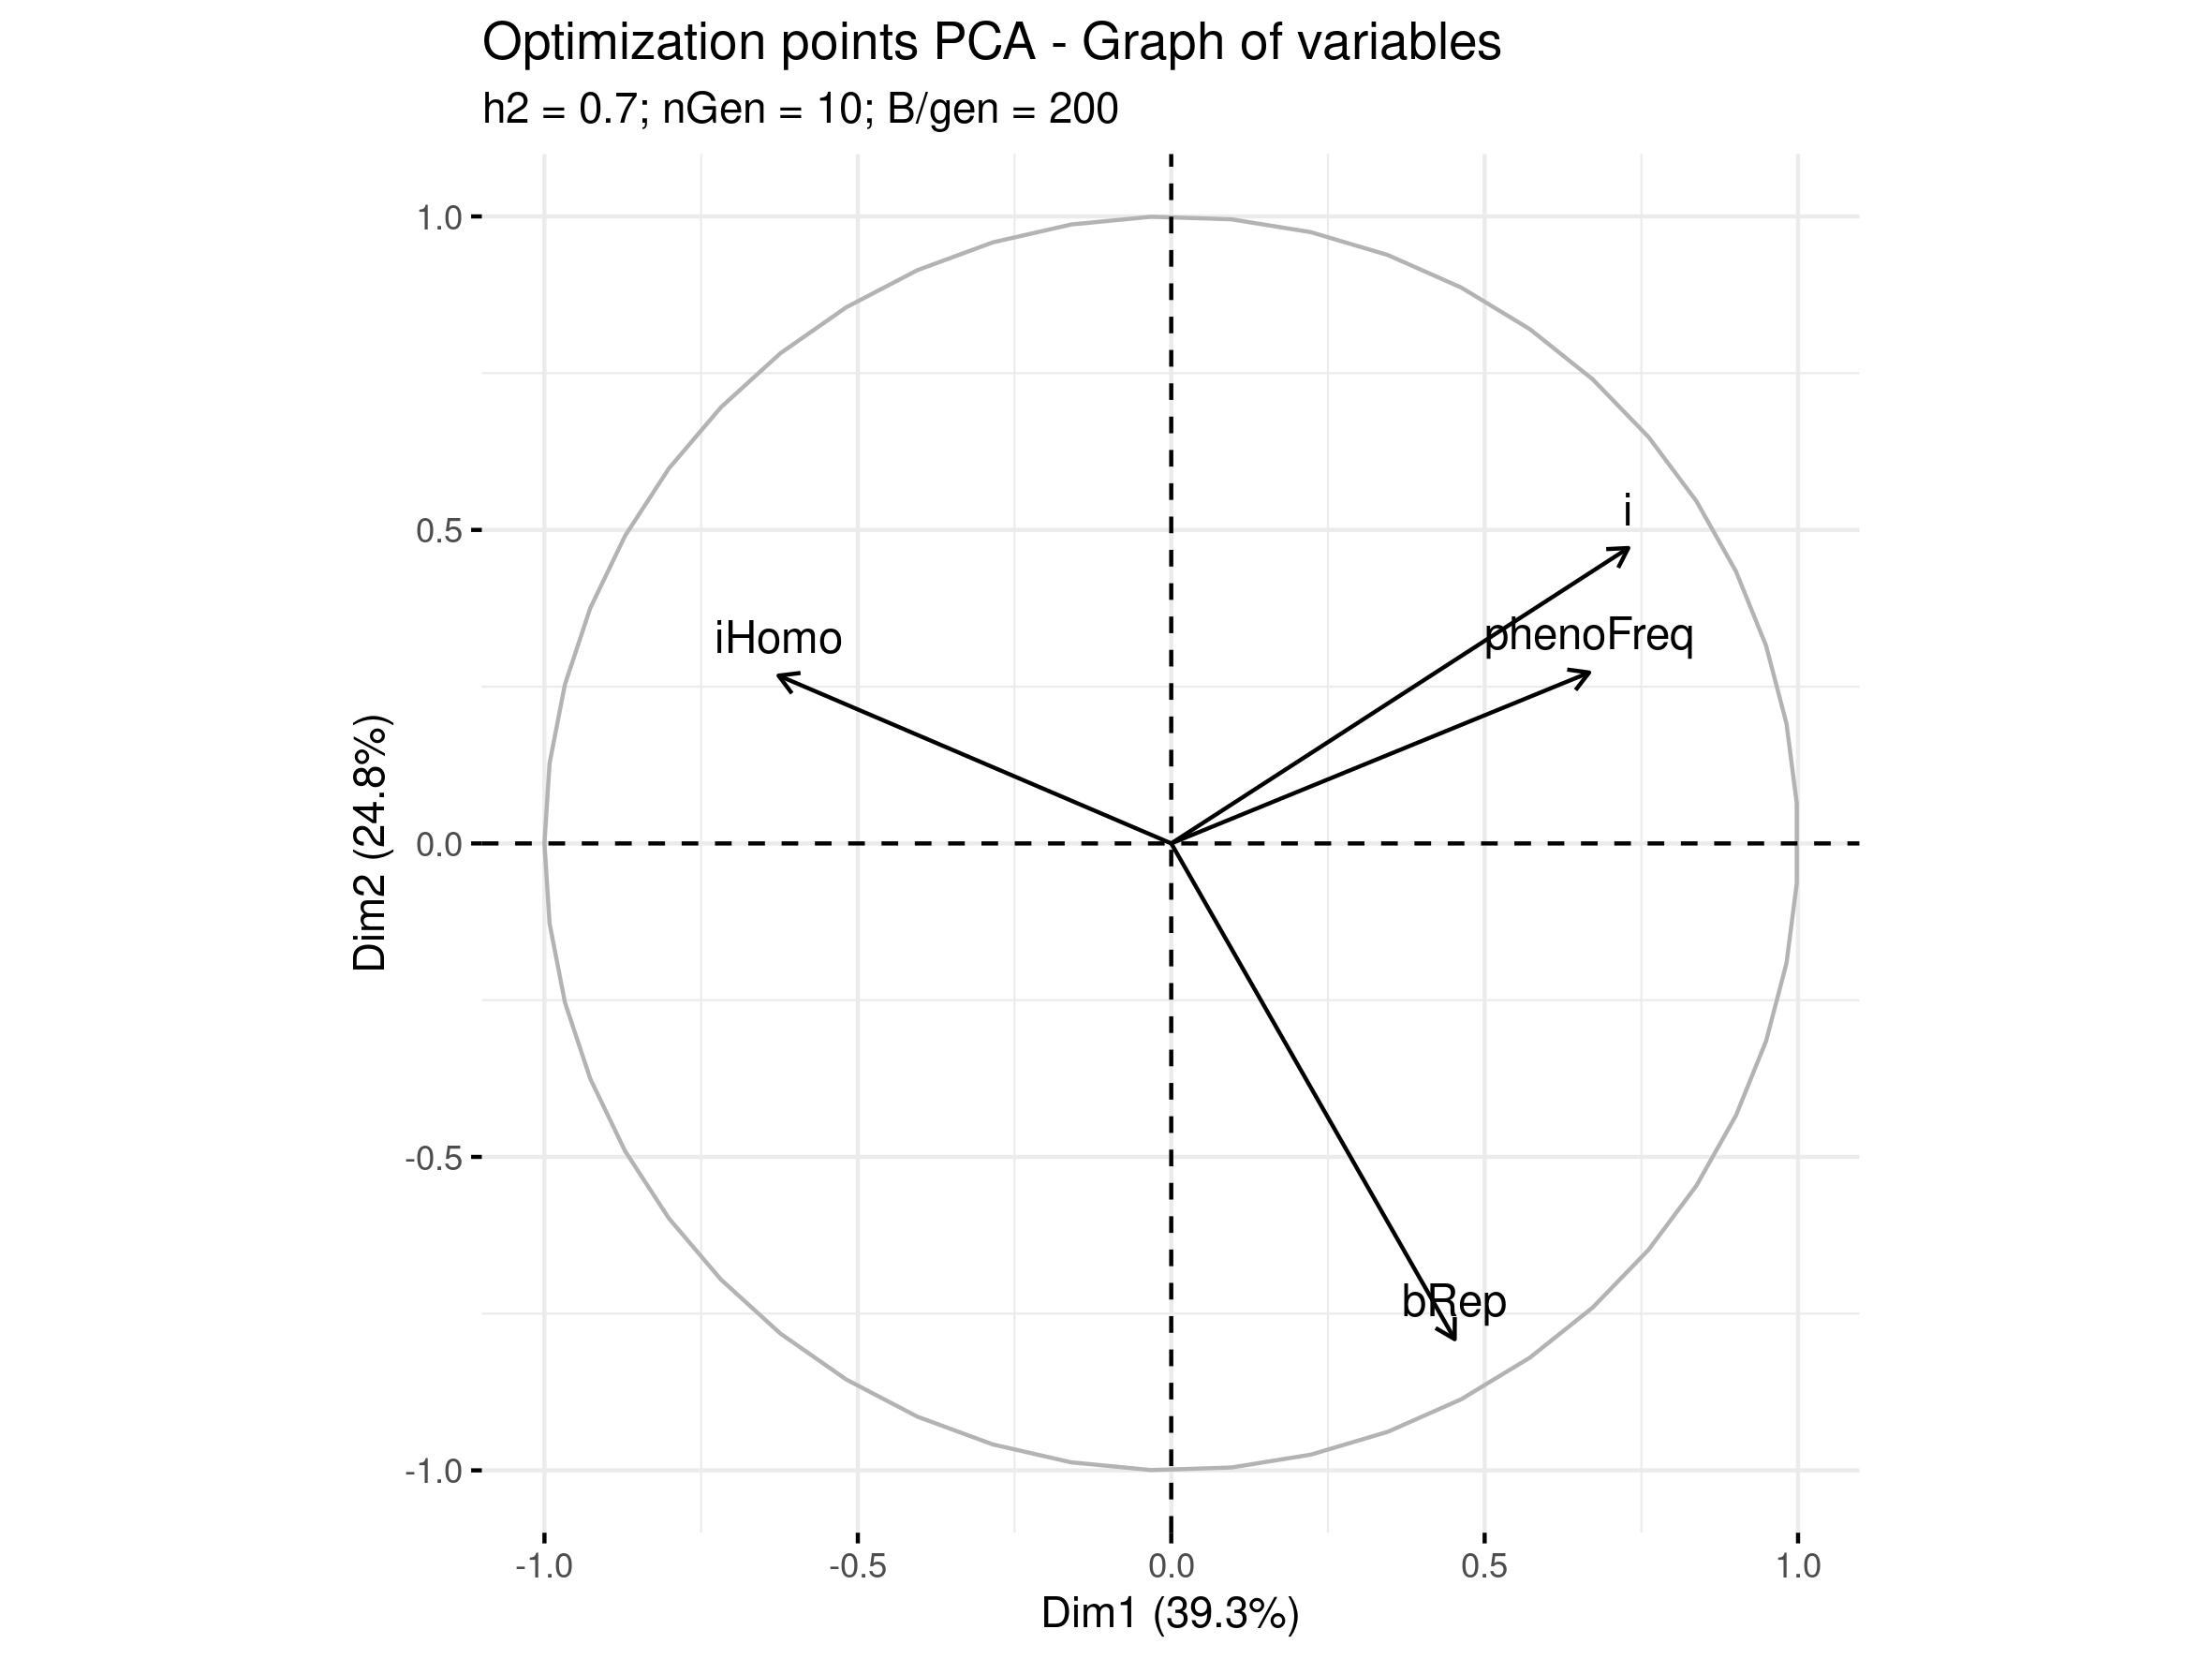 Optimization points PCA - Graph of variables
h2 = 0.7; nGen = 10; B/gen = 200
1.0
0.5
0.0
-0.5
-1.0
Dim2 (24.8%)
i
phenoFreq
iHomo
bRep
-1.0
-0.5
0.0
0.5
1.0
Dim1 (39.3%)